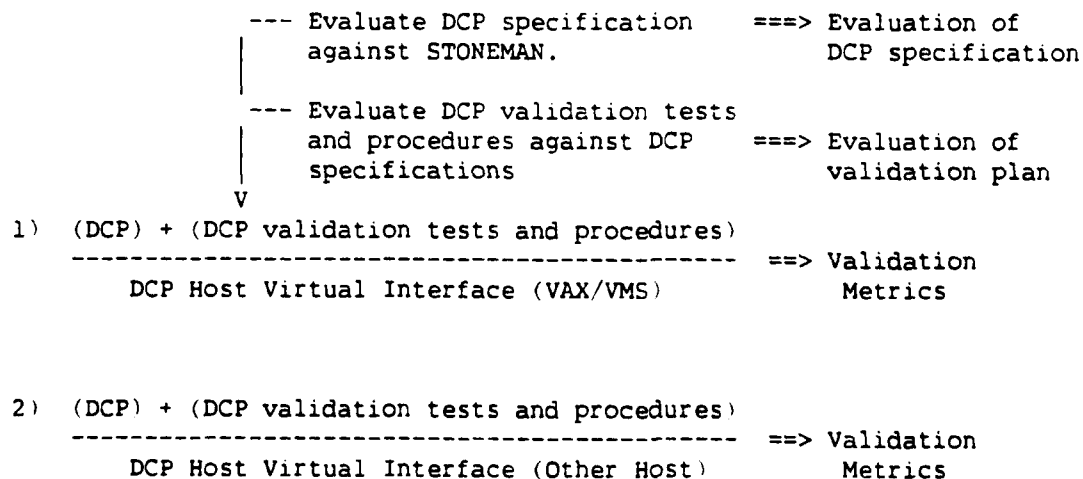 --- Evaluate DCP specification ===> Evaluation of
against STONEMAN. DCP specification
--- Evaluate DCP validation tests
and procedures against DCP ===> Evaluation of
specifications validation plan
V
1) (DCP) + (DCP validation tests and procedures)
----------------------------------------------- ==> Validation
DCP Host Virtual Interface (VAX/VMS) Metrics
2) (DCP) + (DCP validation tests and procedures)
----------------------------------------------- ==> Validation
DCP Host Virtual Interface (Other Host) Metrics